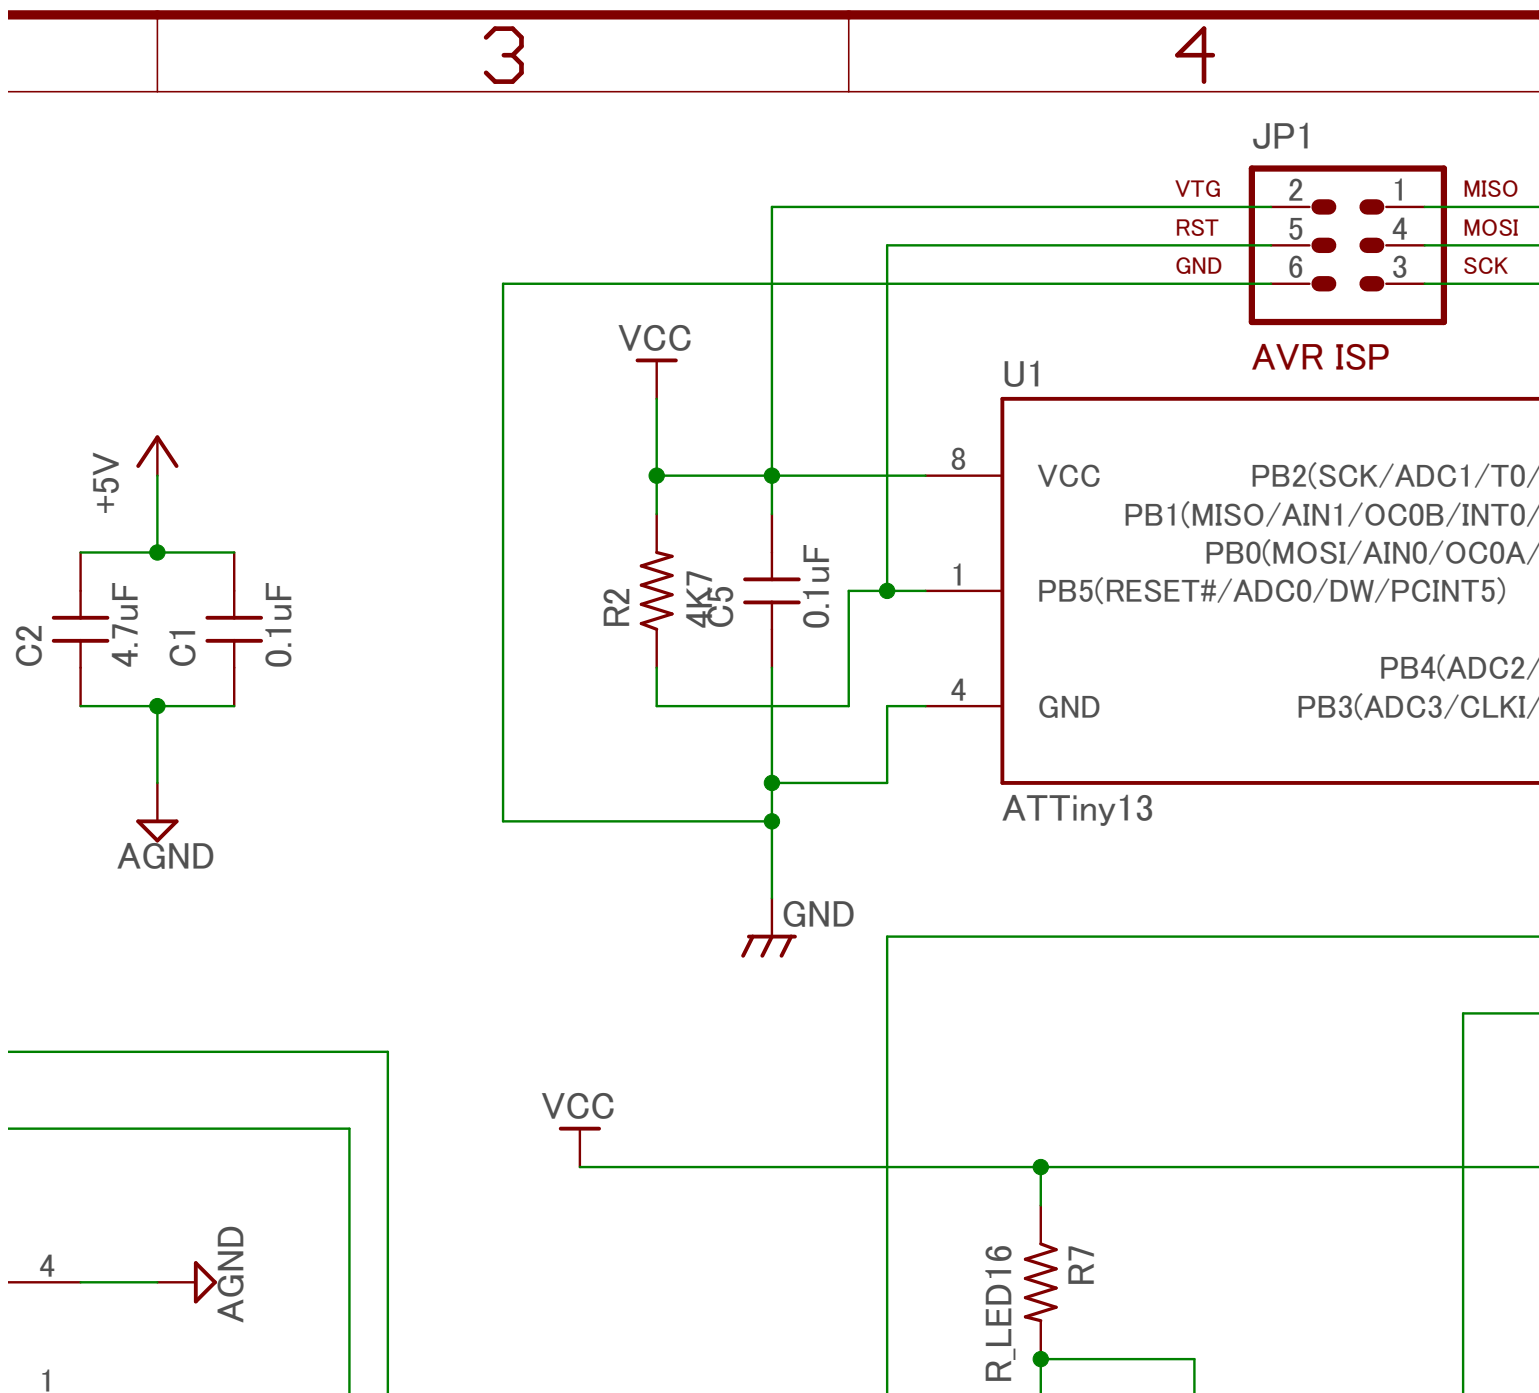 3
4
JP1
VTG
2
1
MISO
RST
5
4
MOSI
GND
6
3
SCK
AVR ISP
VCC
U1
+5V
8
VCC
PB2(SCK/ADC1/T0/
PB1(MISO/AIN1/OC0B/INT0/
PB0(MOSI/AIN0/OC0A/
1
PB5(RESET#/ADC0/DW/PCINT5)
R2
4K7
C5
0.1uF
C2
4.7uF
C1
0.1uF
PB4(ADC2/
4
GND
PB3(ADC3/CLKI/
ATTiny13
AGND
GND
VCC
4
AGND
R_LED16
R7
1